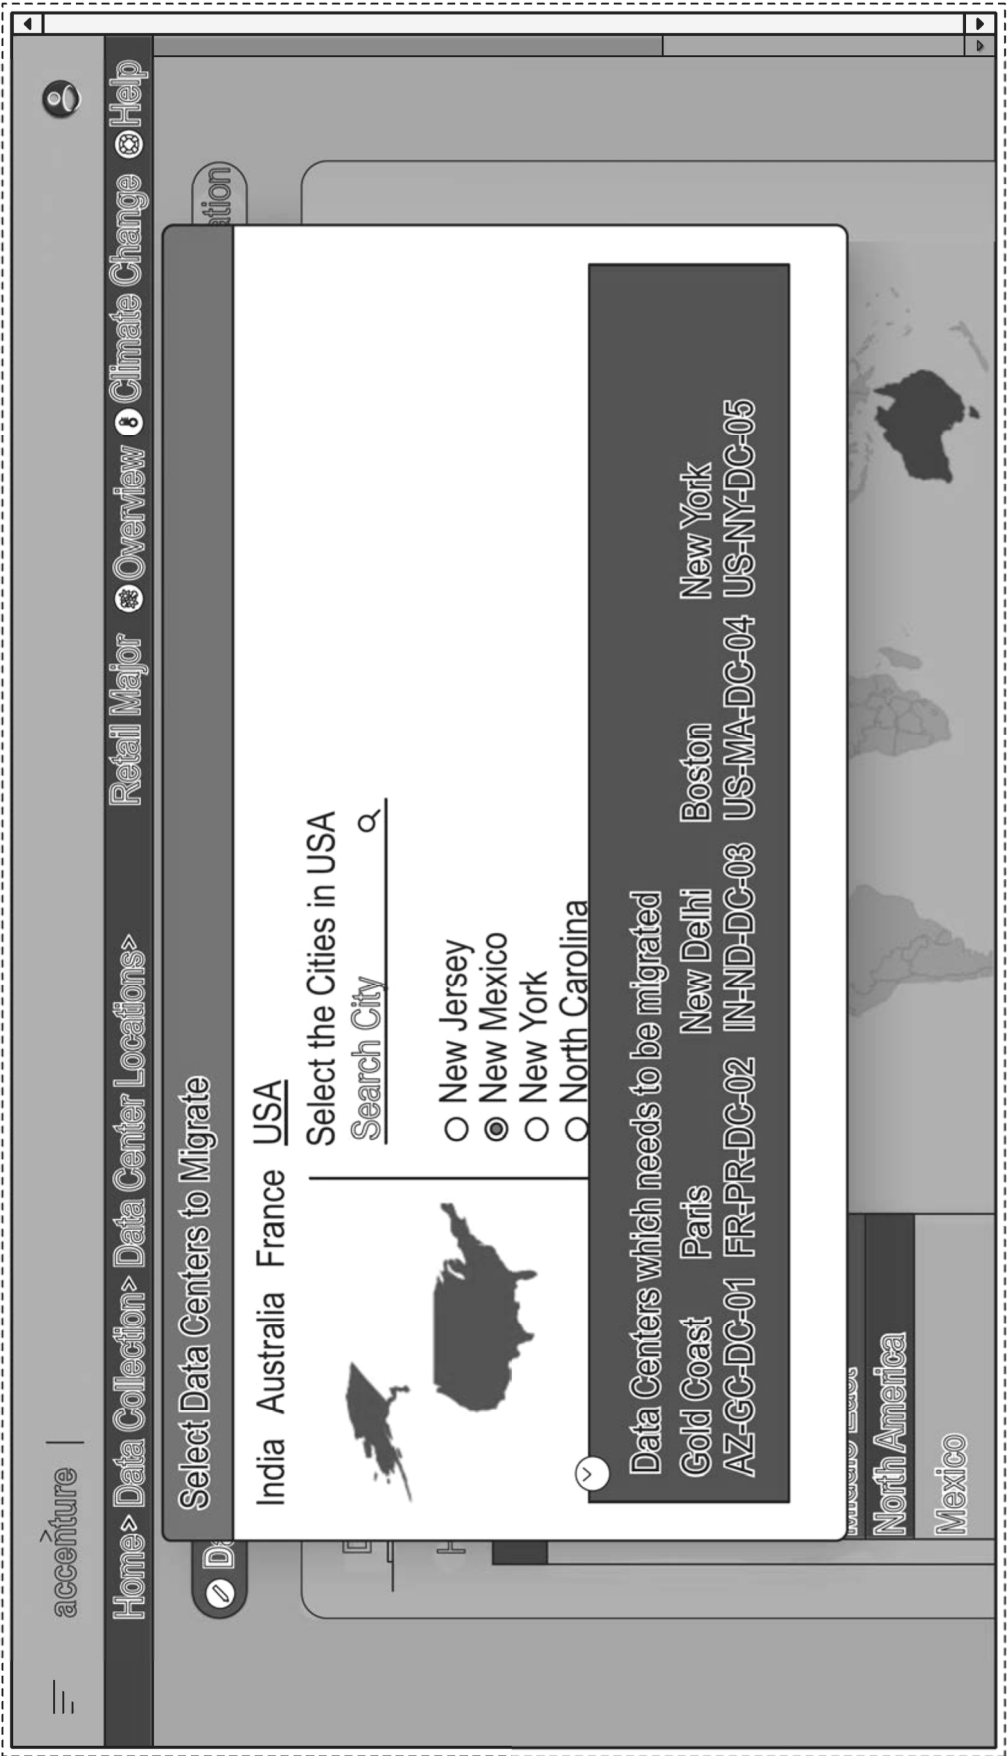 accenture
Home> Data Collection> Data Center Locations> Retail Major Overview Climate Change Help
Select Data Centers to Migrate
India Australia France USA
Select the Cities in USA
Search City
New Jersey
New Mexico
New York
North Carolina
Data Centers which needs to be migrated
Gold Coast Paris New Delhi Boston New York
AZ-GC-DC-01 FR-PR-DC-02 IN-ND-DC-03 US-MA-DC-04 US-NY-DC-05
North America
Mexico